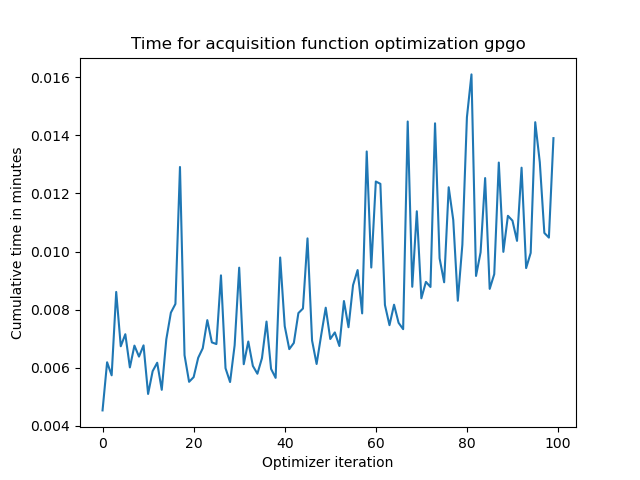 Time for acquisition function optimization gpgo
Cumulative time in minutes
0.016
0.014
0.012
0.010
0.008
0.006
0.004
0 20 40 60 80 100
Optimizer iteration